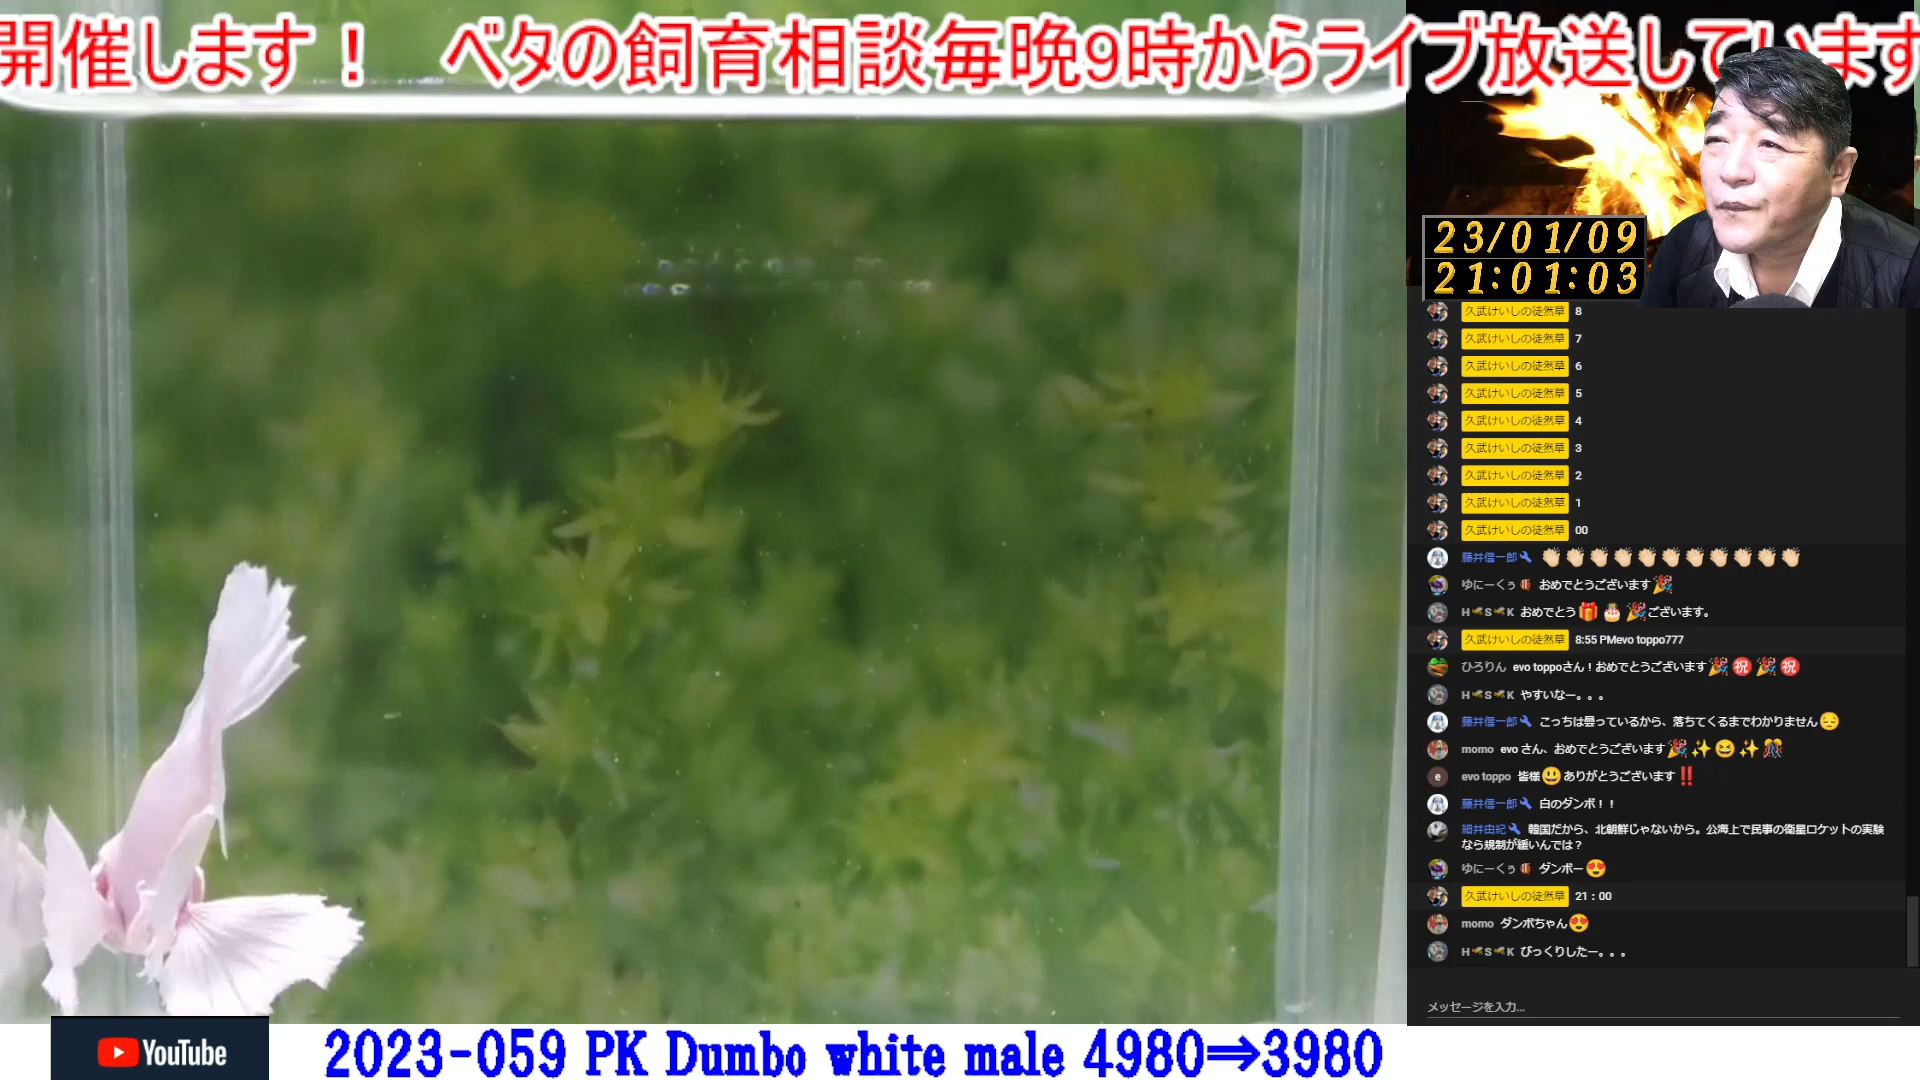 開催します！　ベタの飼育相談毎晩9時からライブ放送しています
23/01/09
21:01:03
久武けいしの徒然草 8
久武けいしの徒然草 7
久武けいしの徒然草 6
久武けいしの徒然草 5
久武けいしの徒然草 4
久武けいしの徒然草 3
久武けいしの徒然草 2
久武けいしの徒然草 1
久武けいしの徒然草 00
藤井信一郎 👏🏻👏🏻👏🏻👏🏻👏🏻👏🏻👏🏻👏🏻👏🏻👏🏻👏🏻
ゆにーくぅ おめでとうございます🎉
H🎺S🎺K おめでとう🎁🎂🎉ございます。
久武けいしの徒然草 8:55 PMevo toppo777
ひろりん evo toppoさん！おめでとうございます🎉㊗🎉㊗
H🎺S🎺K やすいなー。。。
藤井信一郎 こっちは曇っているから、落ちてくるまでわかりません😔
momo evo さん、おめでとうございます🎉✨😆✨🎊
e evo toppo 皆様😃ありがとうございます‼
藤井信一郎 白のダンボ！！
細井由紀 韓国だから、北朝鮮じゃないから。公海上で民事の衛星ロケットの実験
なら規制が緩いんでは？
ゆにーくぅ ダンボー😍
久武けいしの徒然草 21：00
momo ダンボちゃん😍
H🎺S🎺K びっくりしたー。。。
メッセージを入力...
YouTube
2023-059 PK Dumbo white male 4980⇒3980